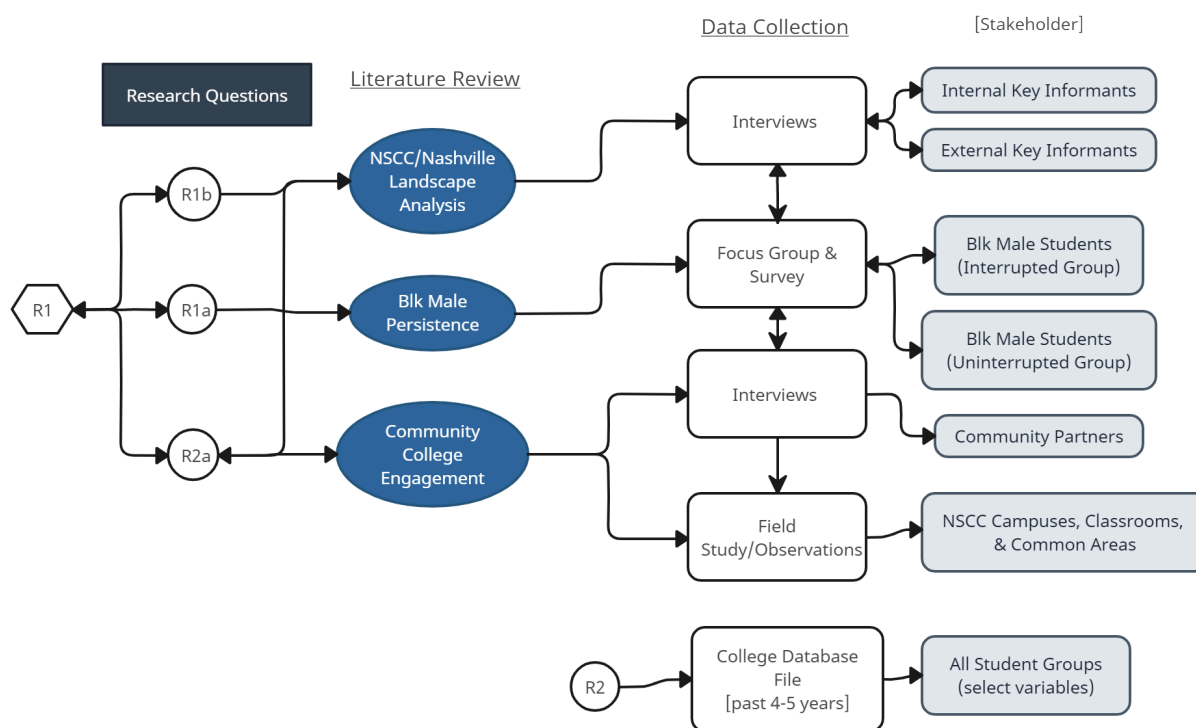 Data Collection
[Stakeholder]
Research Questions
Literature Review
R1
R1b
R1a
R2a
NSCC/Nashville
Landscape
Analysis
Blk Male
Persistence
Community
College
Engagement
Interviews
Focus Group &
Survey
Interviews
Field
Study/Observations
Internal Key Informants
External Key Informants
Blk Male Students
(Interrupted Group)
Blk Male Students
(Uninterrupted Group)
Community Partners
NSCC Campuses, Classrooms,
& Common Areas
R2
College Database
File
[past 4-5 years]
All Student Groups
(select variables)